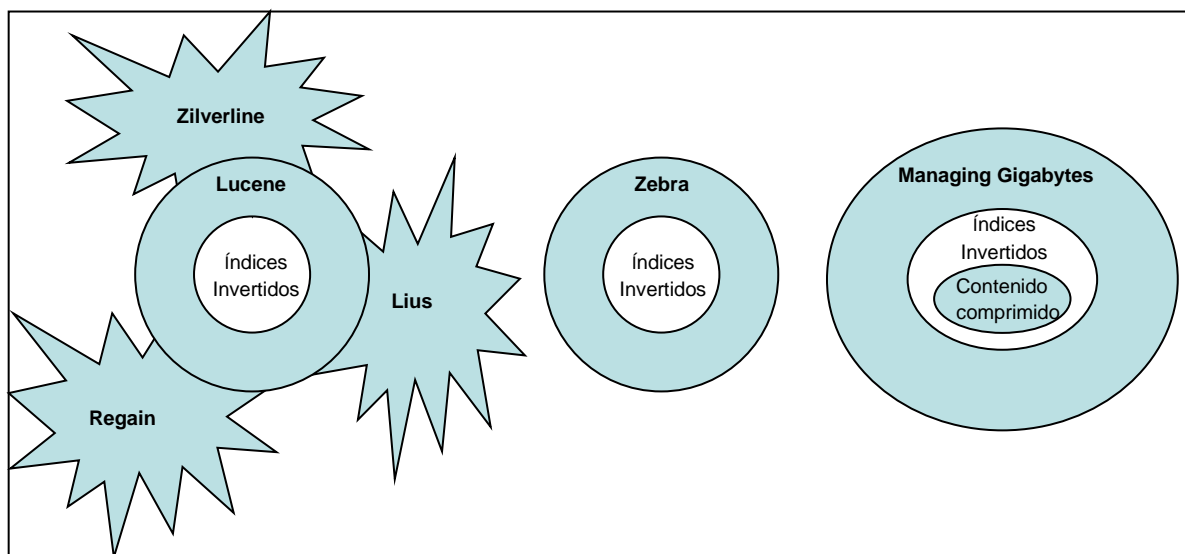 Zilverline
Lucene
Índices
Invertidos
Lius
Regain
Zebra
Índices
Invertidos
Managing Gigabytes
Índices
Invertidos
Contenido
comprimido